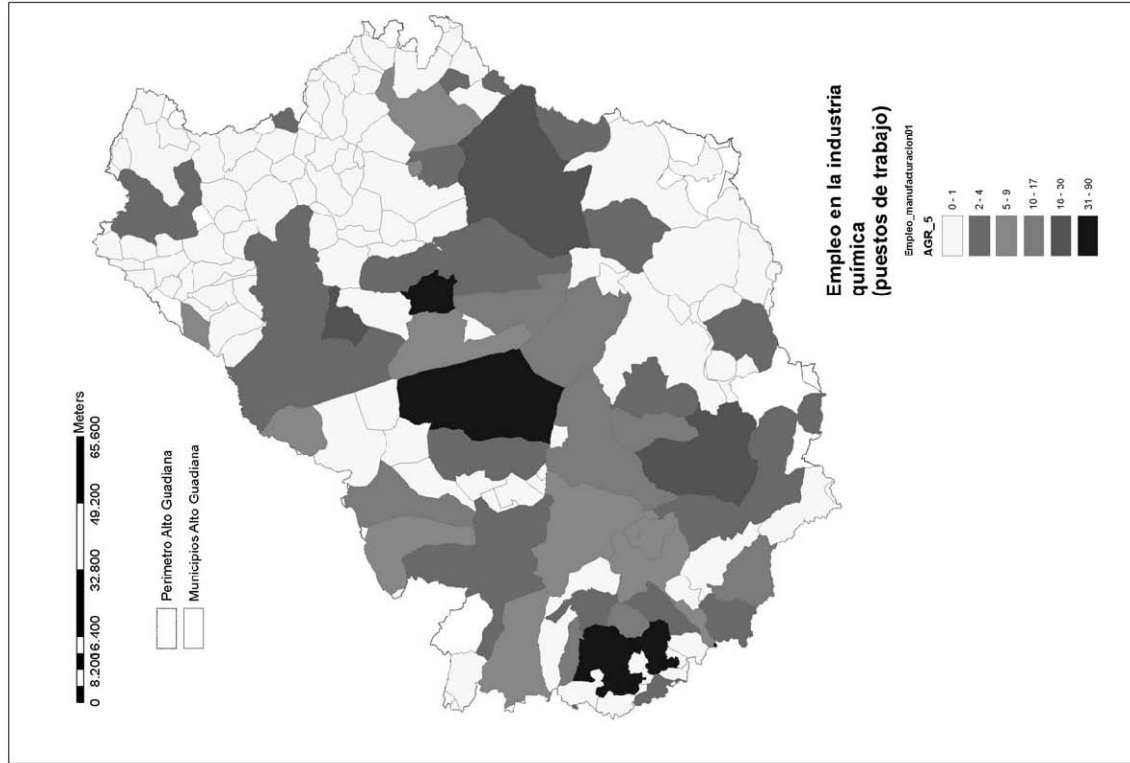 Meters
0 8.200 16.400 32.800 49.200 65.600
Perímetro Alto Guadiana
Municipios Alto Guadiana
Empleo en la industria
química
(puestos de trabajo)
Empleo_manufacturacion01
AGR_5
0 - 1
2 - 4
5 - 9
10 - 17
18 - 30
31 - 90